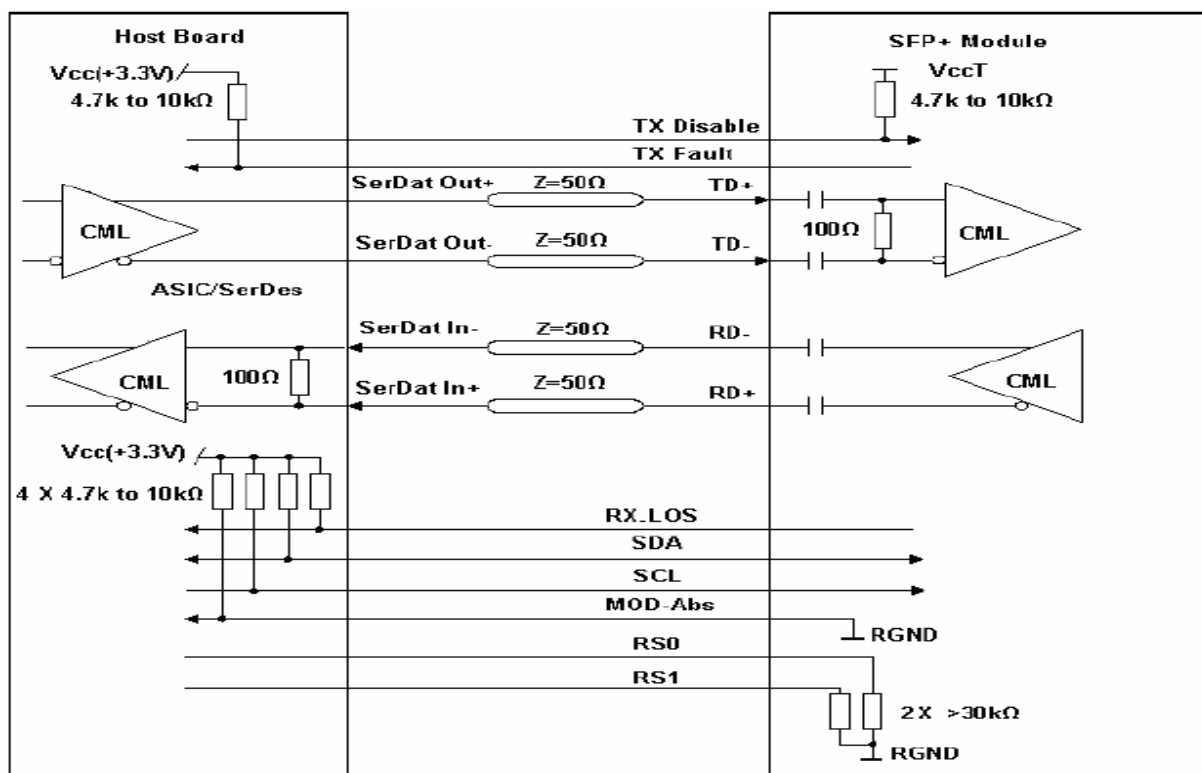 Host Board
SFP+ Module
Vcc(+3.3V)
4.7k to 10kΩ
VccT
4.7k to 10kΩ
TX Disable
TX Fault
SerDat Out+
Z=50Ω
TD+
CML
100Ω
CML
SerDat Out-
Z=50Ω
TD-
ASIC/SerDes
SerDat In-
Z=50Ω
RD-
CML
100Ω
SerDat In+
Z=50Ω
RD+
CML
Vcc(+3.3V)
4 X 4.7k to 10kΩ
RX_LOS
SDA
SCL
MOD-Abs
RGND
RS0
RS1
2X >30kΩ
RGND